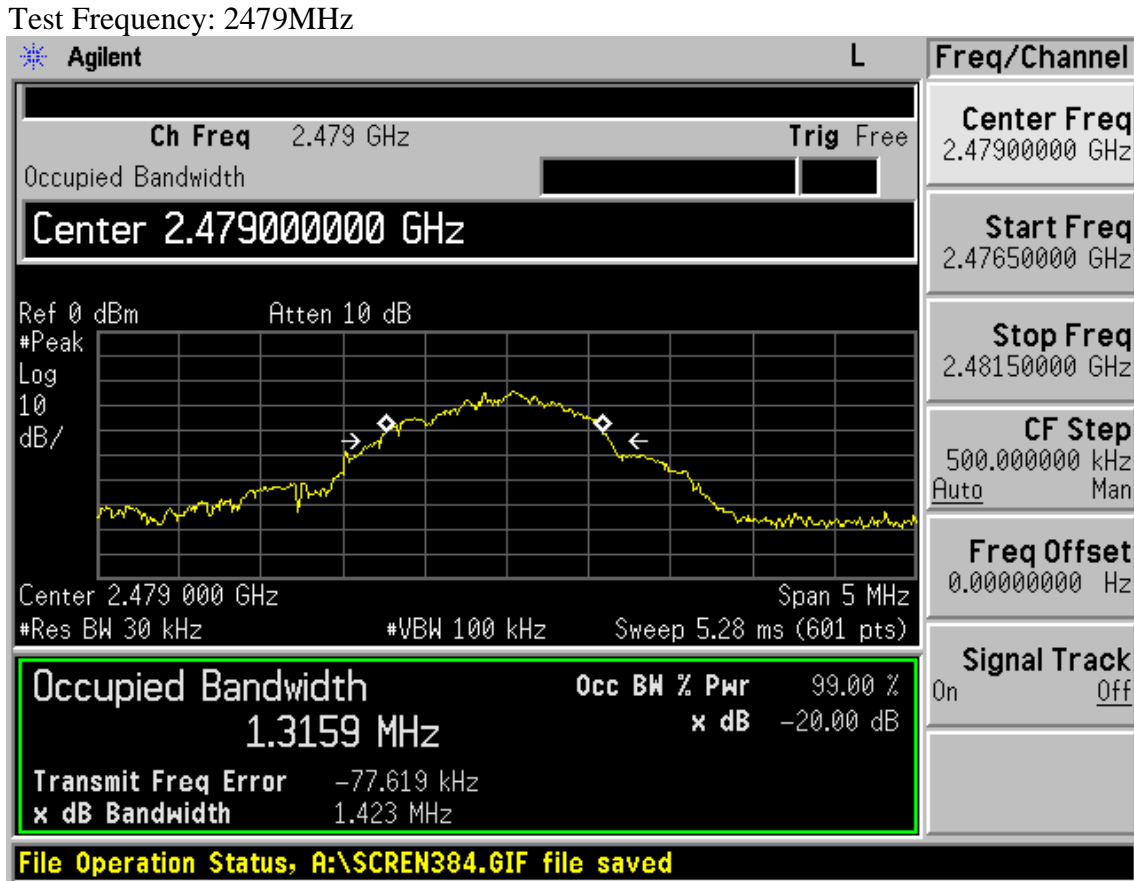 Test Frequency: 2479MHz
Agilent L Freq/Channel
Ch Freq 2.479 GHz Trig Free
Occupied Bandwidth
Center 2.479000000 GHz
Ref 0 dBm Atten 10 dB
#Peak
Log
10
dB/
Center 2.479 000 GHz Span 5 MHz
#Res BW 30 kHz #VBW 100 kHz Sweep 5.28 ms (601 pts)
Occupied Bandwidth Occ BW % Pwr 99.00 %
1.3159 MHz x dB -20.00 dB
Transmit Freq Error -77.619 kHz
x dB Bandwidth 1.423 MHz
File Operation Status, A:\SCREN384.GIF file saved
Center Freq
2.47900000 GHz
Start Freq
2.47650000 GHz
Stop Freq
2.48150000 GHz
CF Step
500.000000 kHz
Auto Man
Freq Offset
0.00000000 Hz
Signal Track
On Off